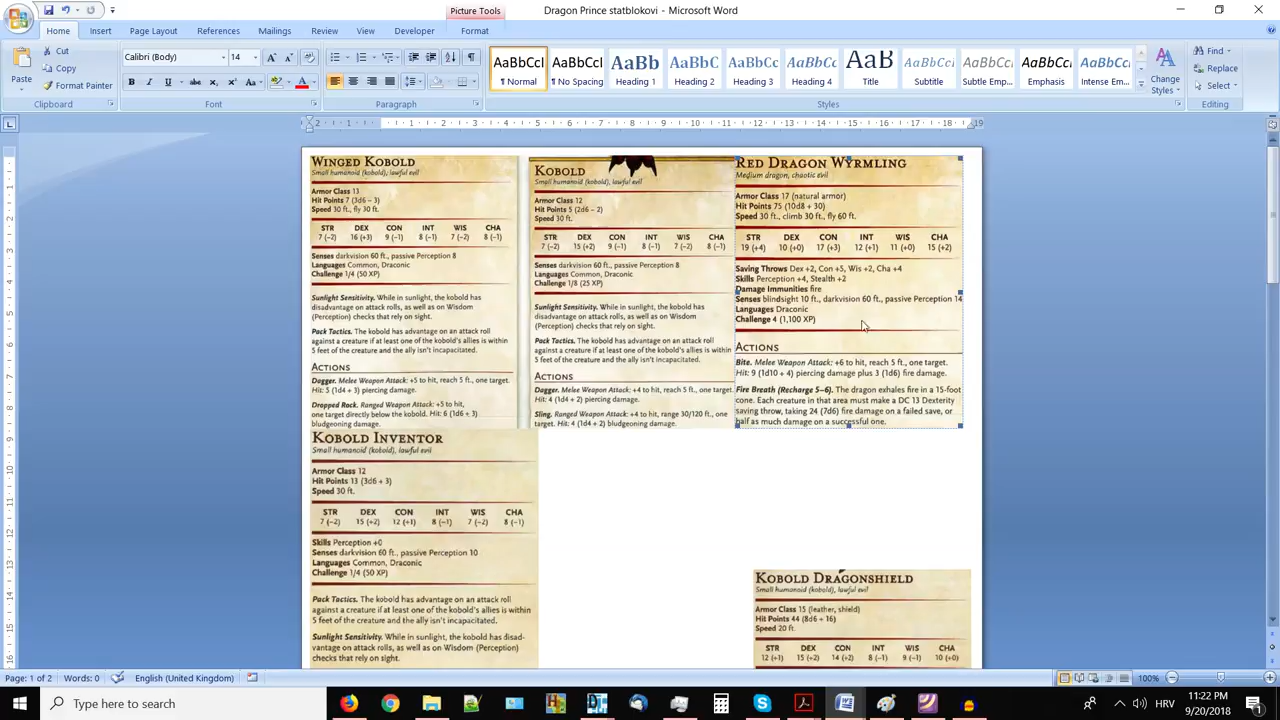 Picture Tools
Dragon Prince statblokovi - Microsoft Word
Home
Insert
Page Layout
References
Mailings
Review
View
Developer
Format
Paste
Cut
Copy
Format Painter
Clipboard
Calibri (Body)
14
Font
Paragraph
AaBbCcI
¶ Normal
AaBbCcI
¶ No Spacing
AaBb
Heading 1
AaBbC
Heading 2
AaBbCc
Heading 3
AaBbCc
Heading 4
AaB
Title
AaBbCcI
Subtitle
AaBbCcI
Subtle Emp...
AaBbCcI
Emphasis
AaBbCcI
Intense Em...
Change Styles
Styles
Find
Replace
Select
Editing
WINGED KOBOLD
Small humanoid (kobold), lawful evil
Armor Class 13
Hit Points 7 (3d6 – 3)
Speed 30 ft., fly 30 ft.
STR DEX CON INT WIS CHA
7 (–2) 16 (+3) 9 (–1) 8 (–1) 7 (–2) 8 (–1)
Senses darkvision 60 ft., passive Perception 8
Languages Common, Draconic
Challenge 1/4 (50 XP)
Sunlight Sensitivity. While in sunlight, the kobold has
disadvantage on attack rolls, as well as on Wisdom
(Perception) checks that rely on sight.
Pack Tactics. The kobold has advantage on an attack roll
against a creature if at least one of the kobold's allies is within
5 feet of the creature and the ally isn't incapacitated.
ACTIONS
Dagger. Melee Weapon Attack: +5 to hit, reach 5 ft., one target.
Hit: 5 (1d4 + 3) piercing damage.
Dropped Rock. Ranged Weapon Attack: +5 to hit,
one target directly below the kobold. Hit: 6 (1d6 + 3)
bludgeoning damage.
KOBOLD
Small humanoid (kobold), lawful evil
Armor Class 12
Hit Points 5 (2d6 – 2)
Speed 30 ft.
STR DEX CON INT WIS CHA
7 (–2) 15 (+2) 9 (–1) 8 (–1) 7 (–2) 8 (–1)
Senses darkvision 60 ft., passive Perception 8
Languages Common, Draconic
Challenge 1/8 (25 XP)
Sunlight Sensitivity. While in sunlight, the kobold has
disadvantage on attack rolls, as well as on Wisdom
(Perception) checks that rely on sight.
Pack Tactics. The kobold has advantage on an attack roll
against a creature if at least one of the kobold's allies is within
5 feet of the creature and the ally isn't incapacitated.
ACTIONS
Dagger. Melee Weapon Attack: +4 to hit, reach 5 ft., one target.
Hit: 4 (1d4 + 2) piercing damage.
Sling. Ranged Weapon Attack: +4 to hit, range 30/120 ft., one
target. Hit: 4 (1d4 + 2) bludgeoning damage.
RED DRAGON WYRMLING
Medium dragon, chaotic evil
Armor Class 17 (natural armor)
Hit Points 75 (10d8 + 30)
Speed 30 ft., climb 30 ft., fly 60 ft.
STR DEX CON INT WIS CHA
19 (+4) 10 (+0) 17 (+3) 12 (+1) 11 (+0) 15 (+2)
Saving Throws Dex +2, Con +5, Wis +2, Cha +4
Skills Perception +4, Stealth +2
Damage Immunities fire
Senses blindsight 10 ft., darkvision 60 ft., passive Perception 14
Languages Draconic
Challenge 4 (1,100 XP)
ACTIONS
Bite. Melee Weapon Attack: +6 to hit, reach 5 ft., one target.
Hit: 9 (1d10 + 4) piercing damage plus 3 (1d6) fire damage.
Fire Breath (Recharge 5–6). The dragon exhales fire in a 15-foot
cone. Each creature in that area must make a DC 13 Dexterity
saving throw, taking 24 (7d6) fire damage on a failed save, or
half as much damage on a successful one.
KOBOLD INVENTOR
Small humanoid (kobold), lawful evil
Armor Class 12
Hit Points 13 (3d6 + 3)
Speed 30 ft.
STR DEX CON INT WIS CHA
7 (–2) 15 (+2) 12 (+1) 8 (–1) 7 (–2) 8 (–1)
Skills Perception +0
Senses darkvision 60 ft., passive Perception 10
Languages Common, Draconic
Challenge 1/4 (50 XP)
Pack Tactics. The kobold has advantage on an attack roll
against a creature if at least one of the kobold's allies is within
5 feet of the creature and the ally isn't incapacitated.
Sunlight Sensitivity. While in sunlight, the kobold has disad-
vantage on attack rolls, as well as on Wisdom (Perception)
checks that rely on sight.
KOBOLD DRAGONSHIELD
Small humanoid (kobold), lawful evil
Armor Class 15 (leather, shield)
Hit Points 44 (8d6 + 16)
Speed 20 ft.
STR DEX CON INT WIS CHA
12 (+1) 15 (+2) 14 (+2) 8 (–1) 9 (–1) 10 (+0)
Page: 1 of 2
Words: 0
English (United Kingdom)
100%
Type here to search
HRV
11:22 PM
9/20/2018